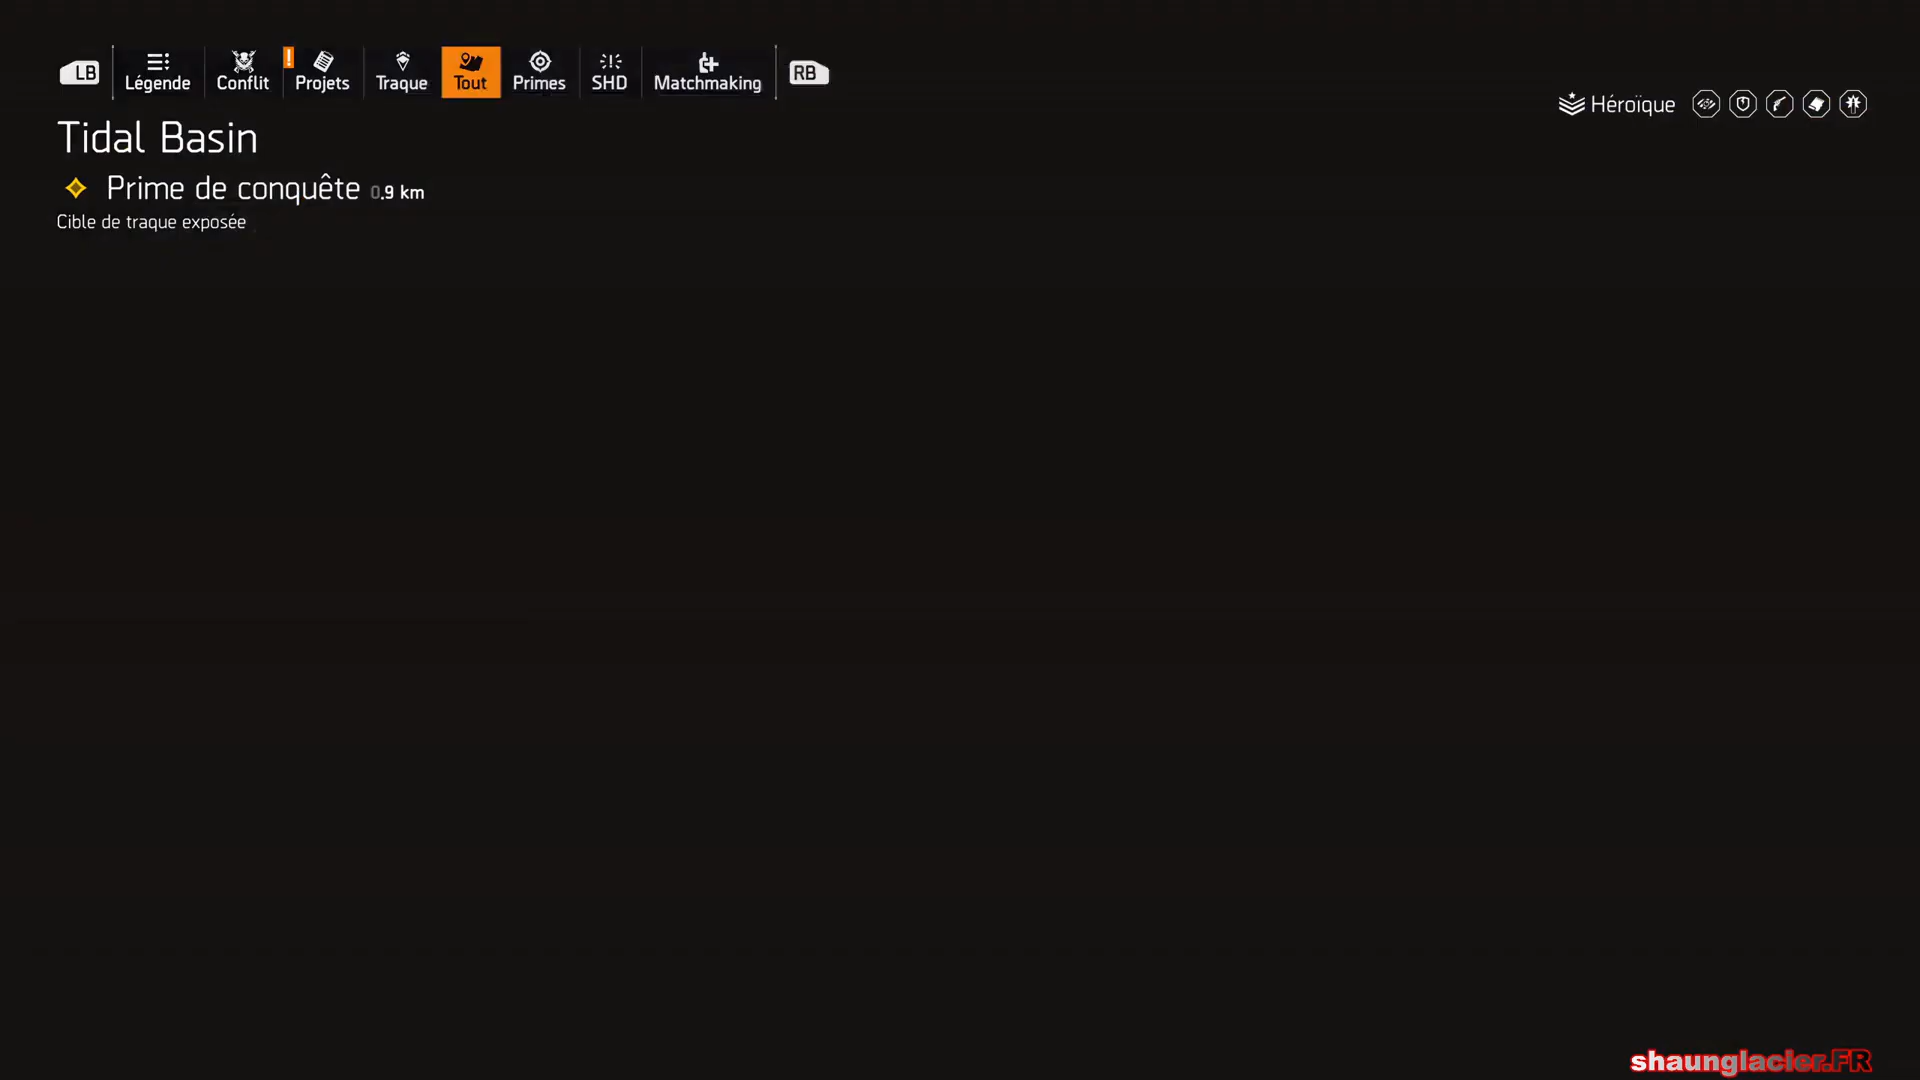 LB
Légende
Conflit
!
Projets
Traque
Tout
Primes
SHD
Matchmaking
RB
Héroïque
Tidal Basin
Prime de conquête 0.9 km
Cible de traque exposée
shaunglacier.FR